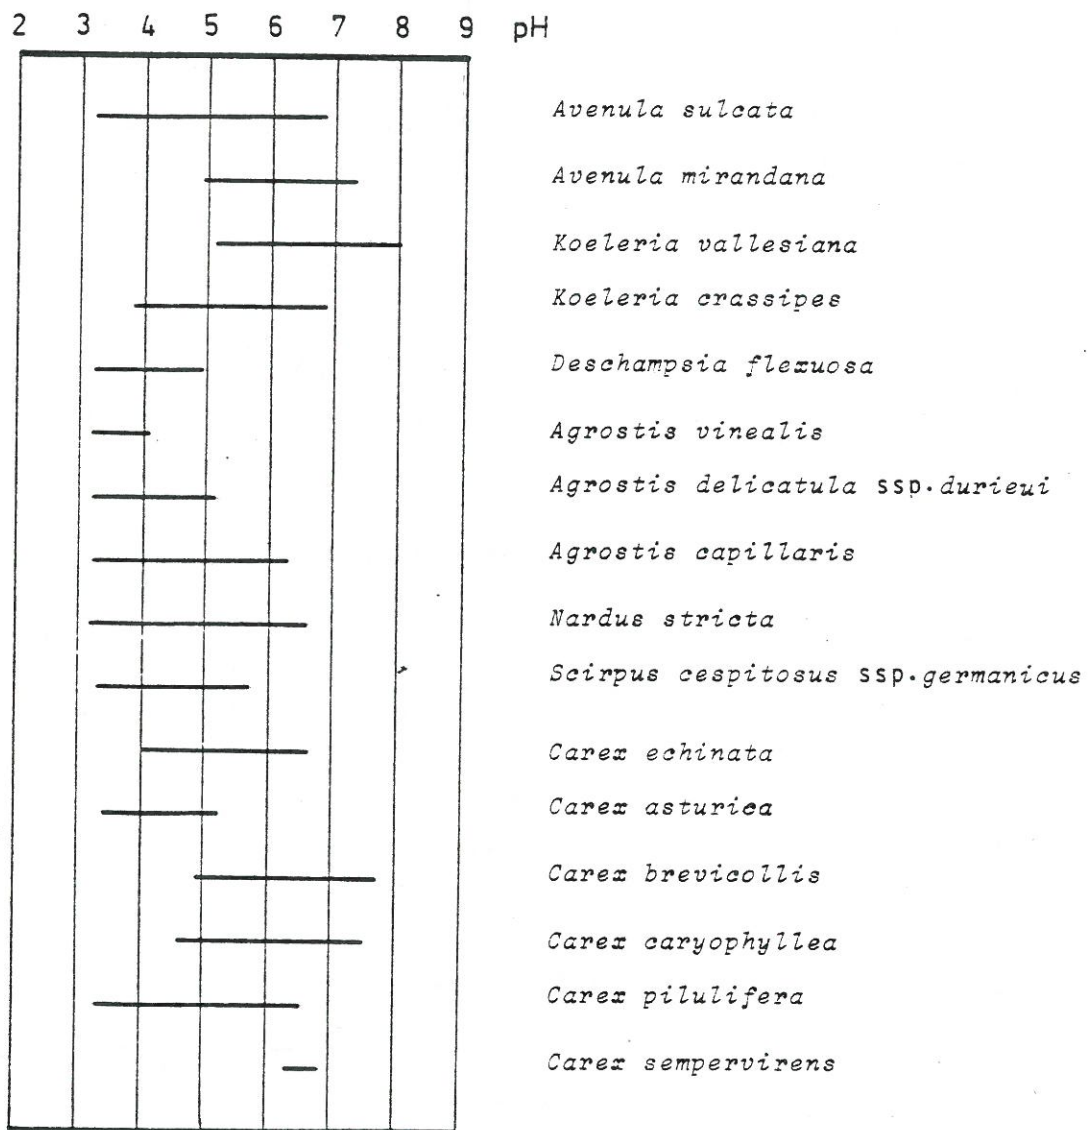 2 3 4 5 6 7 8 9 pH
Avenula sulcata
Avenula mirandana
Koeleria vallesiana
Koeleria crassipes
Deschampsia flexuosa
Agrostis vinealis
Agrostis delicatula ssp.durieui
Agrostis capillaris
Nardus stricta
Scirpus cespitosus ssp.germanicus
Carex echinata
Carex asturica
Carex brevicollis
Carex caryophyllea
Carex pilulifera
Carex sempervirens